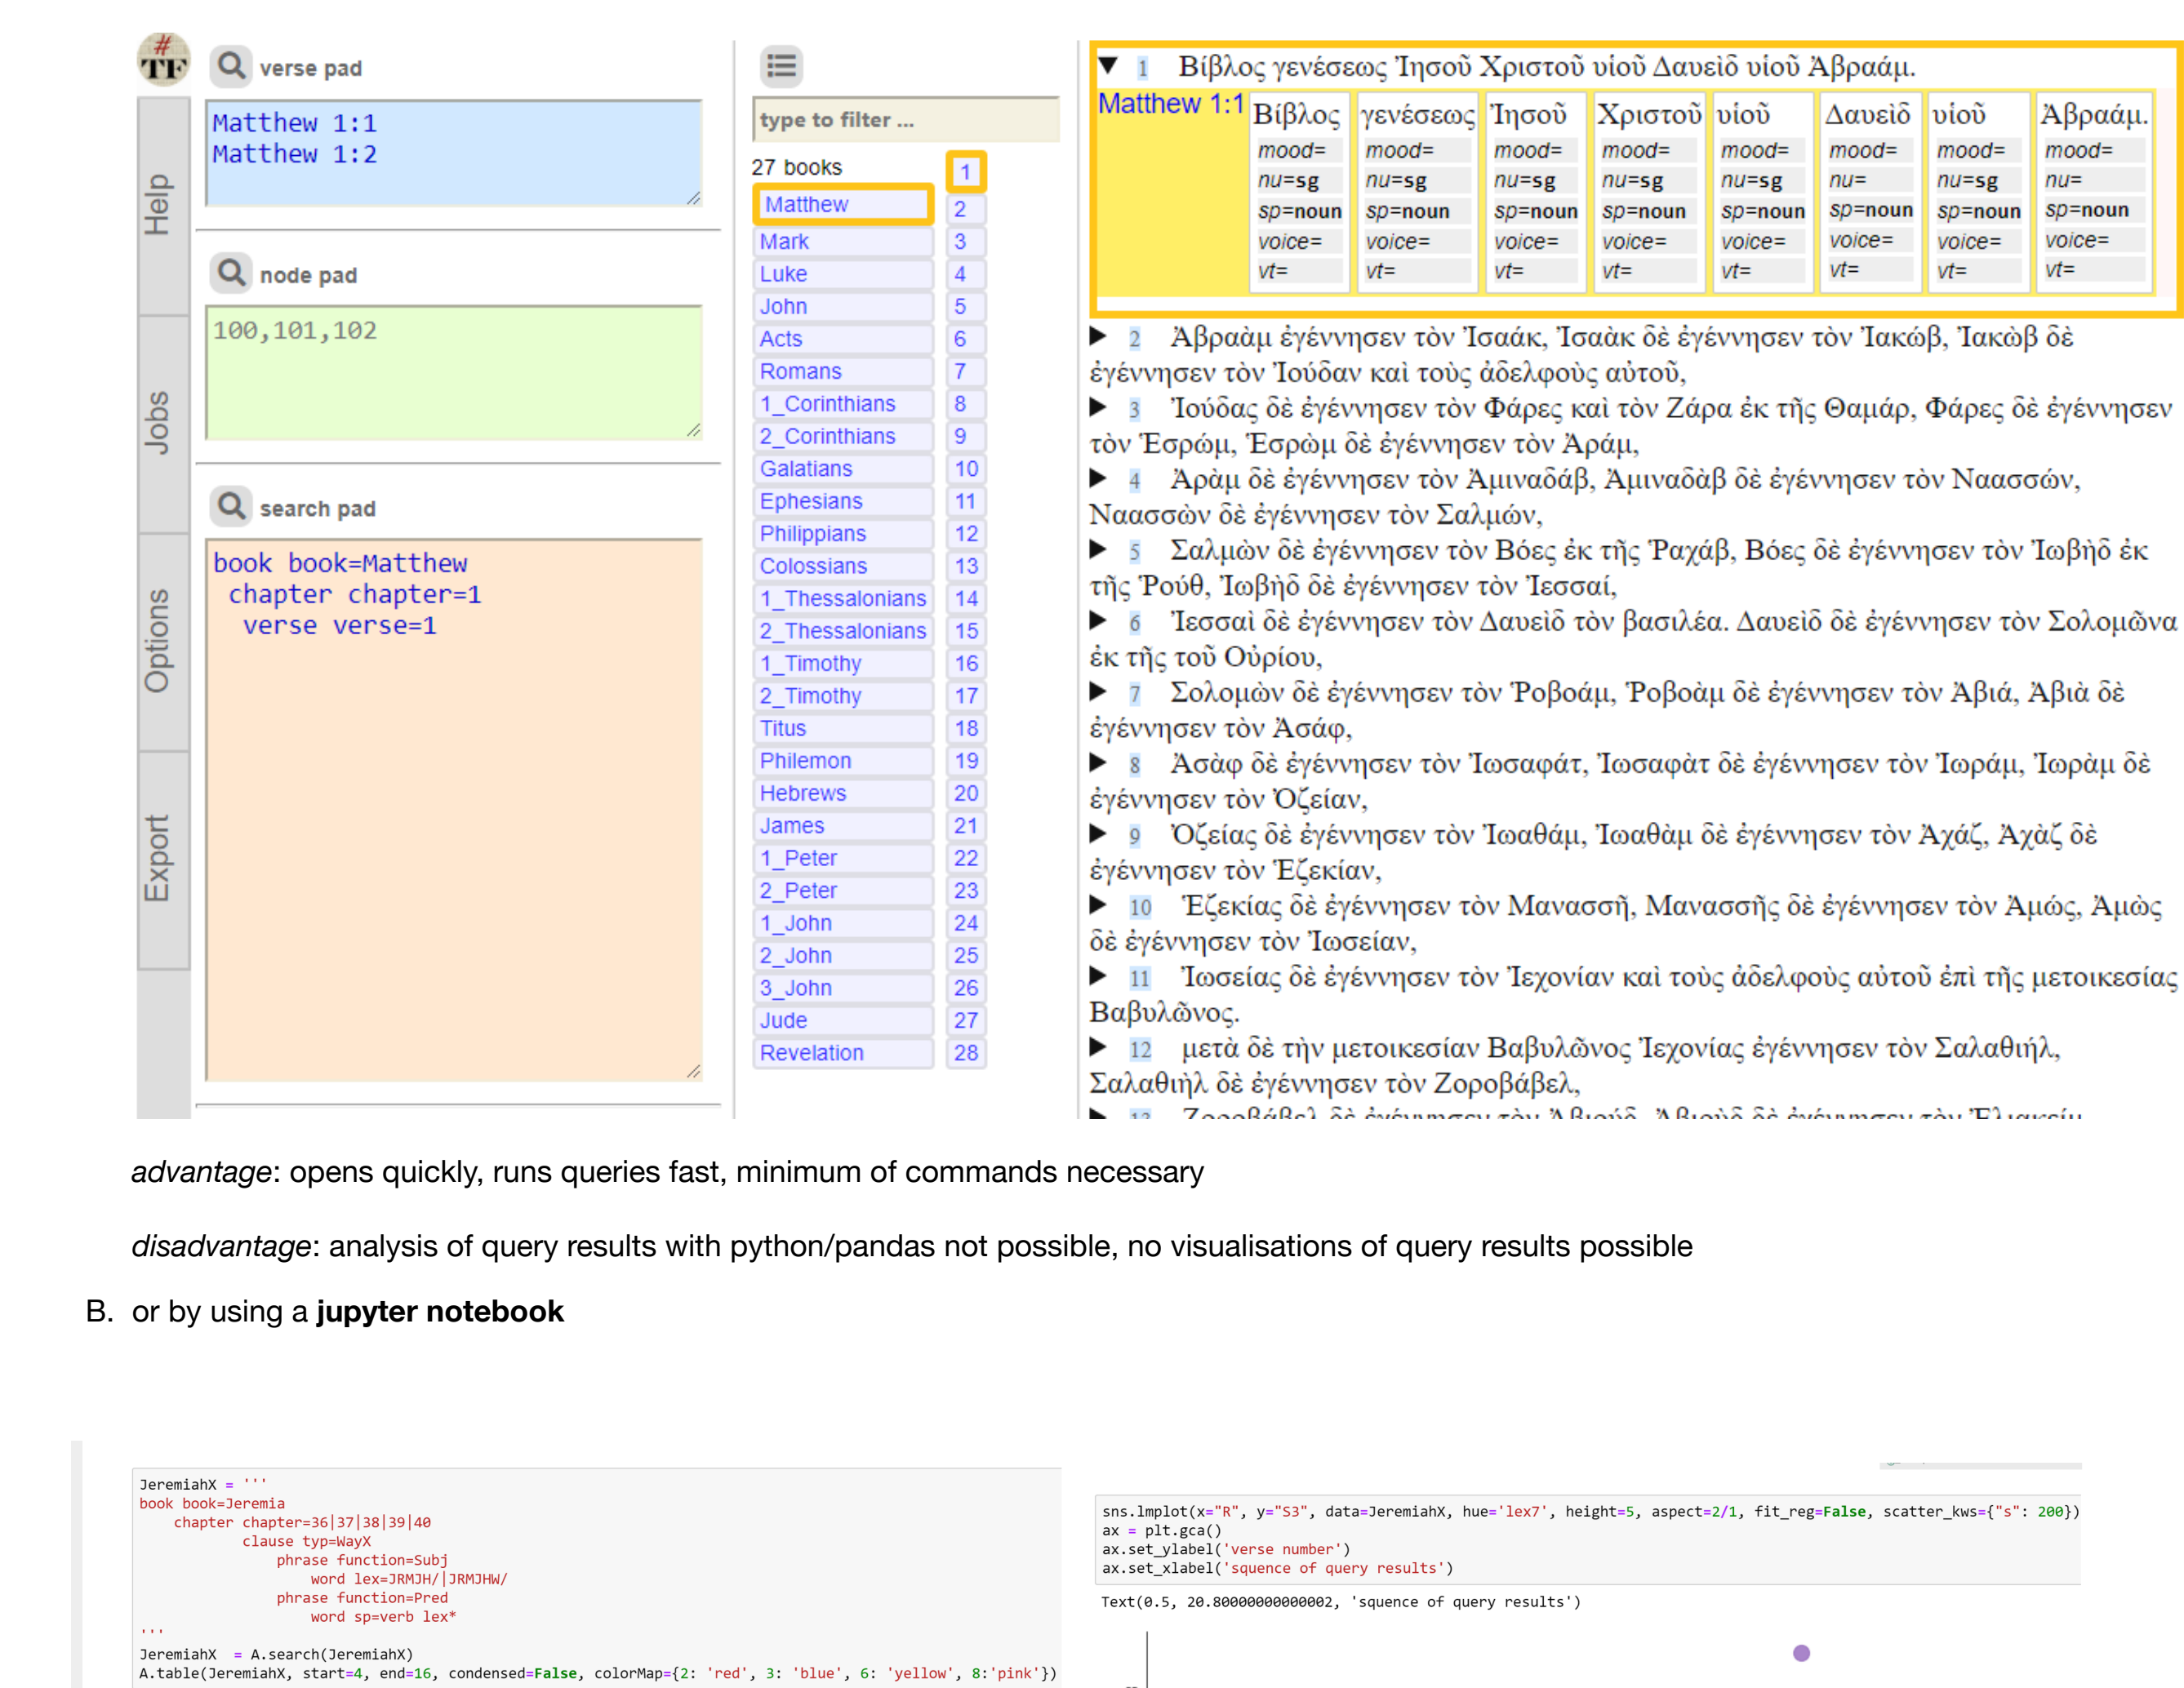 #
TF
verse pad
Matthew 1:1
Matthew 1:2
node pad
100,101,102
search pad
book book=Matthew
chapter chapter=1
verse verse=1
Help
Jobs
Options
Export
type to filter ...
27 books
Matthew
Mark
Luke
John
Acts
Romans
1_Corinthians
2_Corinthians
Galatians
Ephesians
Philippians
Colossians
1_Thessalonians
2_Thessalonians
1_Timothy
2_Timothy
Titus
Philemon
Hebrews
James
1_Peter
2_Peter
1_John
2_John
3_John
Jude
Revelation
1
2
3
4
5
6
7
8
9
10
11
12
13
14
15
16
17
18
19
20
21
22
23
24
25
26
27
28
1 Βίβλος γενέσεως Ἰησοῦ Χριστοῦ υἱοῦ Δαυεὶδ υἱοῦ Ἀβραάμ.
Matthew 1:1 Βίβλος γενέσεως Ἰησοῦ Χριστοῦ υἱοῦ Δαυεὶδ υἱοῦ Ἀβραάμ.
mood= mood= mood= mood= mood= mood= mood= mood=
nu=sg nu=sg nu=sg nu=sg nu=sg nu= nu=sg nu=
sp=noun sp=noun sp=noun sp=noun sp=noun sp=noun sp=noun sp=noun
voice= voice= voice= voice= voice= voice= voice= voice=
vt= vt= vt= vt= vt= vt= vt= vt=
2 Ἀβραὰμ ἐγέννησεν τὸν Ἰσαάκ, Ἰσαὰκ δὲ ἐγέννησεν τὸν Ἰακώβ, Ἰακὼβ δὲ
ἐγέννησεν τὸν Ἰούδαν καὶ τοὺς ἀδελφοὺς αὐτοῦ,
3 Ἰούδας δὲ ἐγέννησεν τὸν Φάρες καὶ τὸν Ζάρα ἐκ τῆς Θαμάρ, Φάρες δὲ ἐγέννησεν
τὸν Ἐσρώμ, Ἐσρὼμ δὲ ἐγέννησεν τὸν Ἀράμ,
4 Ἀρὰμ δὲ ἐγέννησεν τὸν Ἀμιναδάβ, Ἀμιναδὰβ δὲ ἐγέννησεν τὸν Ναασσών,
Ναασσὼν δὲ ἐγέννησεν τὸν Σαλμών,
5 Σαλμὼν δὲ ἐγέννησεν τὸν Βόες ἐκ τῆς Ῥαχάβ, Βόες δὲ ἐγέννησεν τὸν Ἰωβὴδ ἐκ
τῆς Ῥούθ, Ἰωβὴδ δὲ ἐγέννησεν τὸν Ἰεσσαί,
6 Ἰεσσαὶ δὲ ἐγέννησεν τὸν Δαυεὶδ τὸν βασιλέα. Δαυεὶδ δὲ ἐγέννησεν τὸν Σολομῶνα
ἐκ τῆς τοῦ Οὐρίου,
7 Σολομὼν δὲ ἐγέννησεν τὸν Ῥοβοάμ, Ῥοβοὰμ δὲ ἐγέννησεν τὸν Ἀβιά, Ἀβιὰ δὲ
ἐγέννησεν τὸν Ἀσάφ,
8 Ἀσὰφ δὲ ἐγέννησεν τὸν Ἰωσαφάτ, Ἰωσαφὰτ δὲ ἐγέννησεν τὸν Ἰωράμ, Ἰωρὰμ δὲ
ἐγέννησεν τὸν Ὀζείαν,
9 Ὀζείας δὲ ἐγέννησεν τὸν Ἰωαθάμ, Ἰωαθὰμ δὲ ἐγέννησεν τὸν Ἀχάζ, Ἀχὰζ δὲ
ἐγέννησεν τὸν Ἐζεκίαν,
10 Ἐζεκίας δὲ ἐγέννησεν τὸν Μανασσῆ, Μανασσῆς δὲ ἐγέννησεν τὸν Ἀμώς, Ἀμὼς
δὲ ἐγέννησεν τὸν Ἰωσείαν,
11 Ἰωσείας δὲ ἐγέννησεν τὸν Ἰεχονίαν καὶ τοὺς ἀδελφοὺς αὐτοῦ ἐπὶ τῆς μετοικεσίας
Βαβυλῶνος.
12 μετὰ δὲ τὴν μετοικεσίαν Βαβυλῶνος Ἰεχονίας ἐγέννησεν τὸν Σαλαθιήλ,
Σαλαθιὴλ δὲ ἐγέννησεν τὸν Ζοροβάβελ,
13 Ζοροβάβελ δὲ ἐγέννησεν τὸν Ἀβιούδ, Ἀβιοὺδ δὲ ἐγέννησεν τὸν Ἐλιακείμ
advantage: opens quickly, runs queries fast, minimum of commands necessary
disadvantage: analysis of query results with python/pandas not possible, no visualisations of query results possible
B. or by using a jupyter notebook
JeremiahX = '''
book book=Jeremia
chapter chapter=36|37|38|39|40
clause typ=WayX
phrase function=Subj
word lex=JRMJH/|JRMJHW/
phrase function=Pred
word sp=verb lex*
'''
JeremiahX = A.search(JeremiahX)
A.table(JeremiahX, start=4, end=16, condensed=False, colorMap={2: 'red', 3: 'blue', 6: 'yellow', 8:'pink'})
sns.lmplot(x="R", y="S3", data=JeremiahX, hue='lex7', height=5, aspect=2/1, fit_reg=False, scatter_kws={"s": 200})
ax = plt.gca()
ax.set_ylabel('verse number')
ax.set_xlabel('squence of query results')
Text(0.5, 20.80000000000002, 'squence of query results')